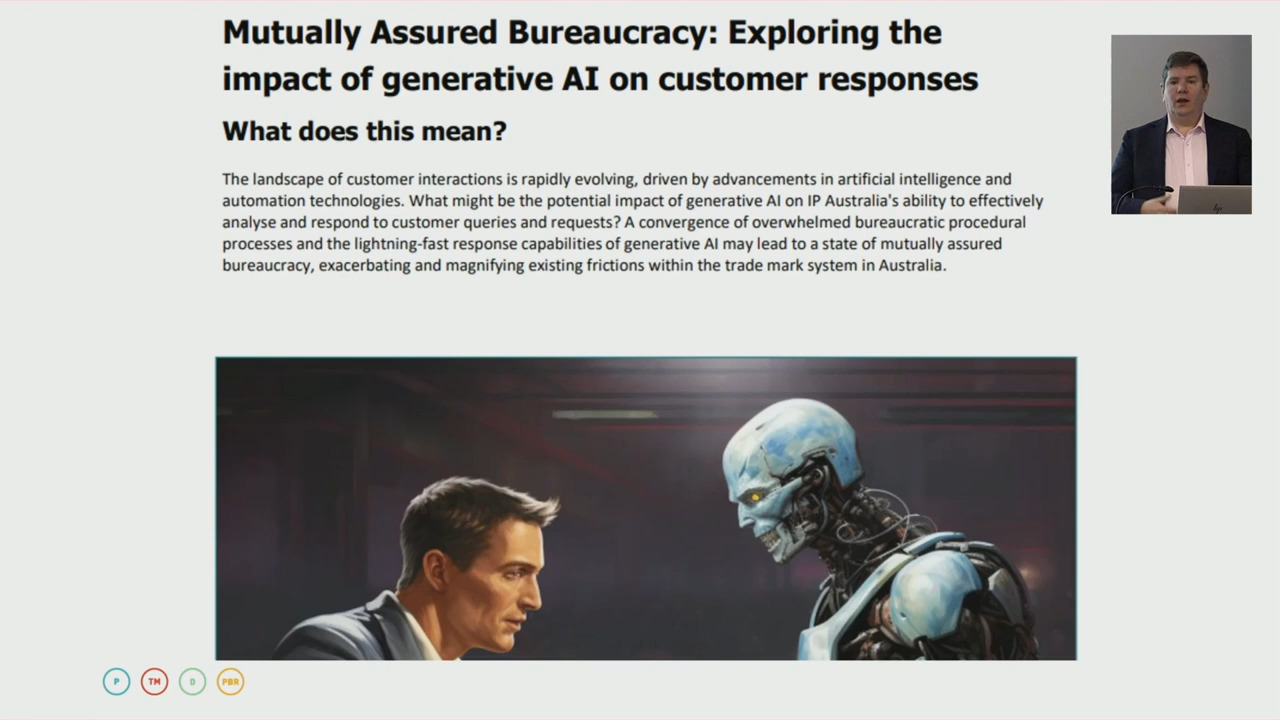 Mutually Assured Bureaucracy: Exploring the
impact of generative AI on customer responses
What does this mean?
The landscape of customer interactions is rapidly evolving, driven by advancements in artificial intelligence and
automation technologies. What might be the potential impact of generative AI on IP Australia's ability to effectively
analyse and respond to customer queries and requests? A convergence of overwhelmed bureaucratic procedural
processes and the lightning-fast response capabilities of generative AI may lead to a state of mutually assured
bureaucracy, exacerbating and magnifying existing frictions within the trade mark system in Australia.
hp
P TM D PBR